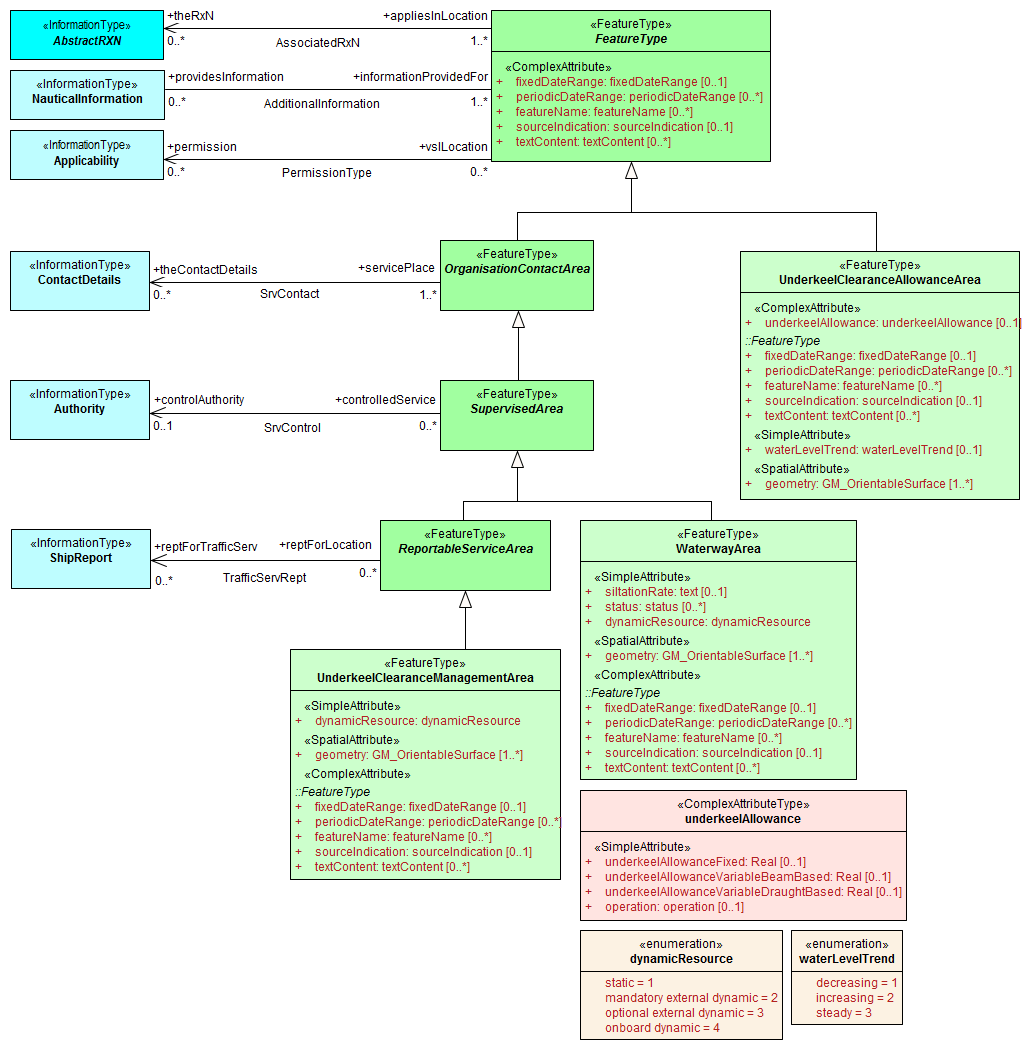 «InformationType»
AbstractRXN
+theRxN
+appliesInLocation
0..*
AssociatedRxN
1..*
«InformationType»
NauticalInformation
+providesInformation
+informationProvidedFor
0..*
AdditionalInformation
1..*
«InformationType»
Applicability
+permission
+vslLocation
0..*
PermissionType
0..*
«FeatureType»
FeatureType
«ComplexAttribute»
+ fixedDateRange: fixedDateRange [0..1]
+ periodicDateRange: periodicDateRange [0..*]
+ featureName: featureName [0..*]
+ sourceIndication: sourceIndication [0..1]
+ textContent: textContent [0..*]
«InformationType»
ContactDetails
+theContactDetails
+servicePlace
0..*
SrvContact
1..*
«FeatureType»
OrganisationContactArea
«FeatureType»
UnderkeelClearanceAllowanceArea
«ComplexAttribute»
+ underkeelAllowance: underkeelAllowance [0..1]
::FeatureType
+ fixedDateRange: fixedDateRange [0..1]
+ periodicDateRange: periodicDateRange [0..*]
+ featureName: featureName [0..*]
+ sourceIndication: sourceIndication [0..1]
+ textContent: textContent [0..*]
«SimpleAttribute»
+ waterLevelTrend: waterLevelTrend [0..1]
«SpatialAttribute»
+ geometry: GM_OrientableSurface [1..*]
«InformationType»
Authority
+controlAuthority
+controlledService
0..1
SrvControl
0..*
«FeatureType»
SupervisedArea
«InformationType»
ShipReport
+reptForTrafficServ
+reptForLocation
0..*
TrafficServRept
0..*
«FeatureType»
ReportableServiceArea
«FeatureType»
WaterwayArea
«SimpleAttribute»
+ siltationRate: text [0..1]
+ status: status [0..*]
+ dynamicResource: dynamicResource
«SpatialAttribute»
+ geometry: GM_OrientableSurface [1..*]
«ComplexAttribute»
::FeatureType
+ fixedDateRange: fixedDateRange [0..1]
+ periodicDateRange: periodicDateRange [0..*]
+ featureName: featureName [0..*]
+ sourceIndication: sourceIndication [0..1]
+ textContent: textContent [0..*]
«FeatureType»
UnderkeelClearanceManagementArea
«SimpleAttribute»
+ dynamicResource: dynamicResource
«SpatialAttribute»
+ geometry: GM_OrientableSurface [1..*]
«ComplexAttribute»
::FeatureType
+ fixedDateRange: fixedDateRange [0..1]
+ periodicDateRange: periodicDateRange [0..*]
+ featureName: featureName [0..*]
+ sourceIndication: sourceIndication [0..1]
+ textContent: textContent [0..*]
«ComplexAttributeType»
underkeelAllowance
«SimpleAttribute»
+ underkeelAllowanceFixed: Real [0..1]
+ underkeelAllowanceVariableBeamBased: Real [0..1]
+ underkeelAllowanceVariableDraughtBased: Real [0..1]
+ operation: operation [0..1]
«enumeration»
dynamicResource
static = 1
mandatory external dynamic = 2
optional external dynamic = 3
onboard dynamic = 4
«enumeration»
waterLevelTrend
decreasing = 1
increasing = 2
steady = 3